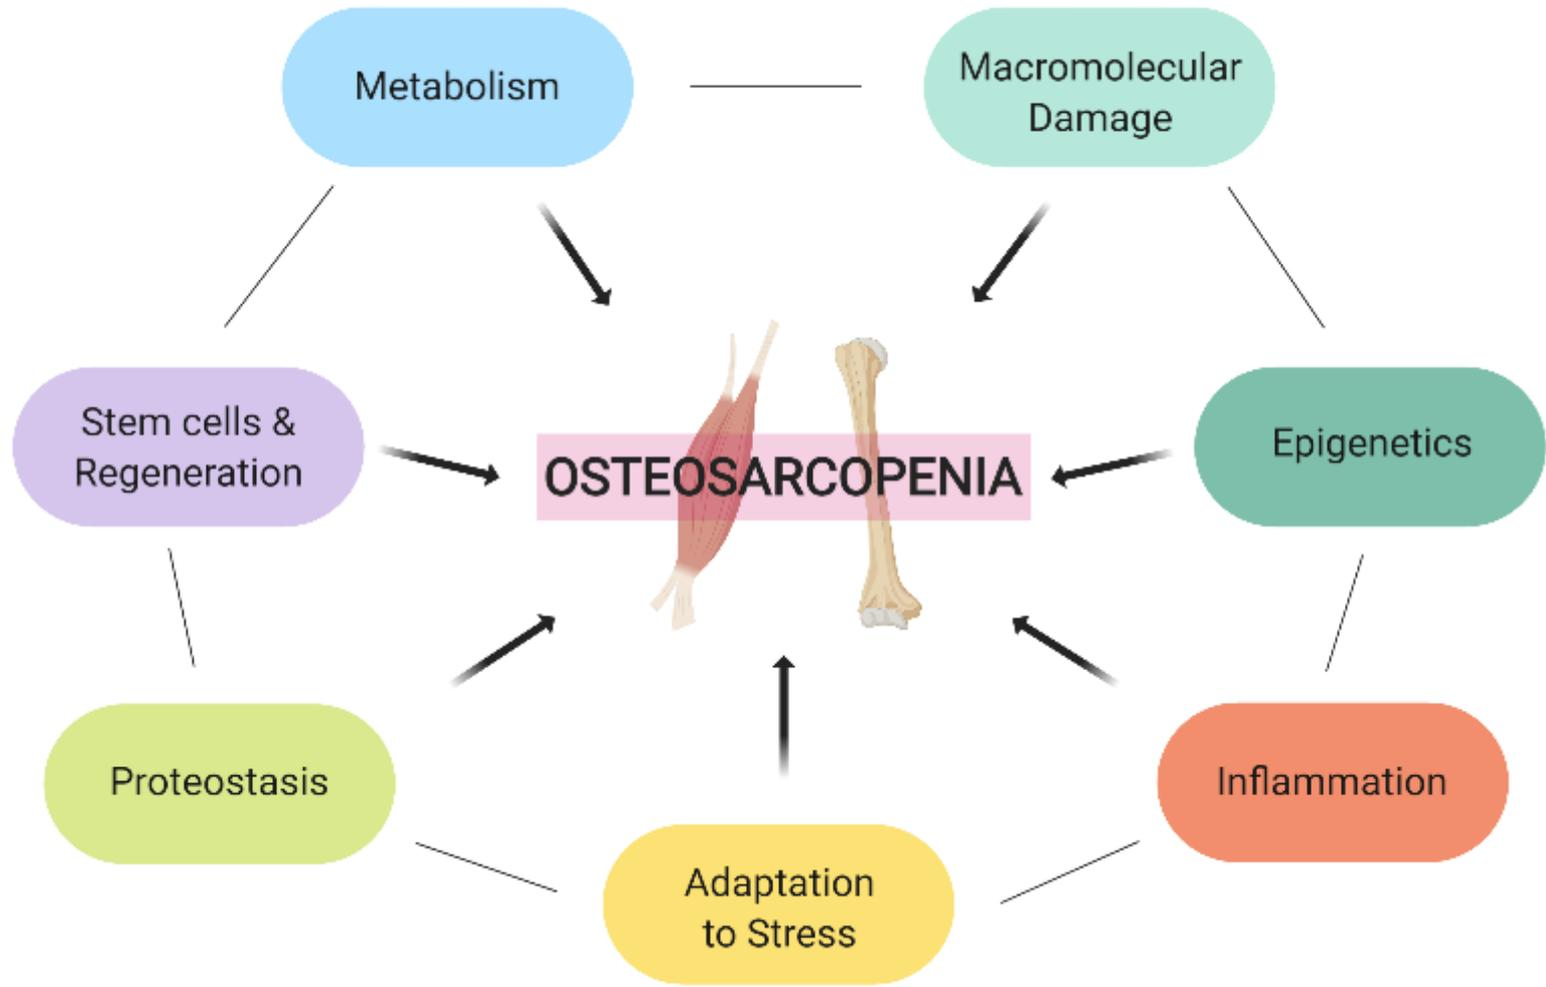 Metabolism
Macromolecular
Damage
Stem cells &
Regeneration
OSTEOSARCOPENIA
Epigenetics
Proteostasis
Inflammation
Adaptation
to Stress